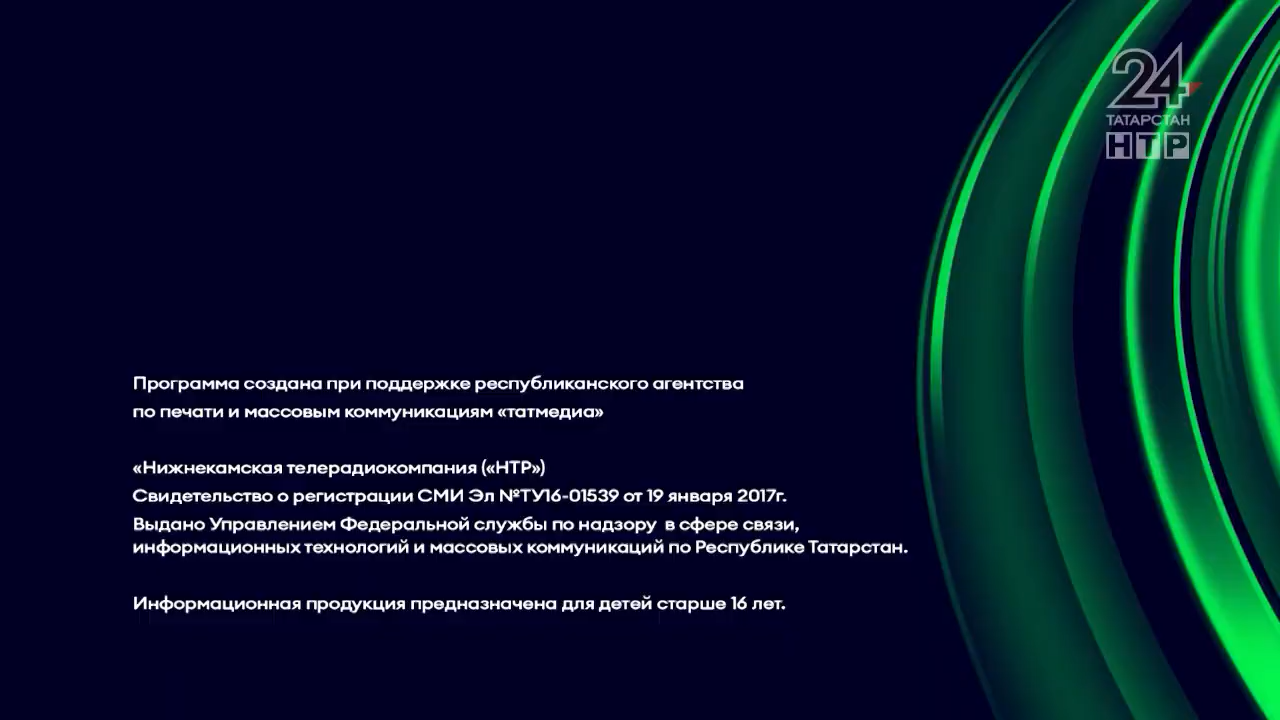 24
ТАТАРСТАН
НТР
Программа создана при поддержке республиканского агентства
по печати и массовым коммуникациям «татмедиа»
«Нижнекамская телерадиокомпания («НТР»)
Свидетельство о регистрации СМИ Эл №ТУ16-01539 от 19 января 2017г.
Выдано Управлением Федеральной службы по надзору в сфере связи,
информационных технологий и массовых коммуникаций по Республике Татарстан.
Информационная продукция предназначена для детей старше 16 лет.